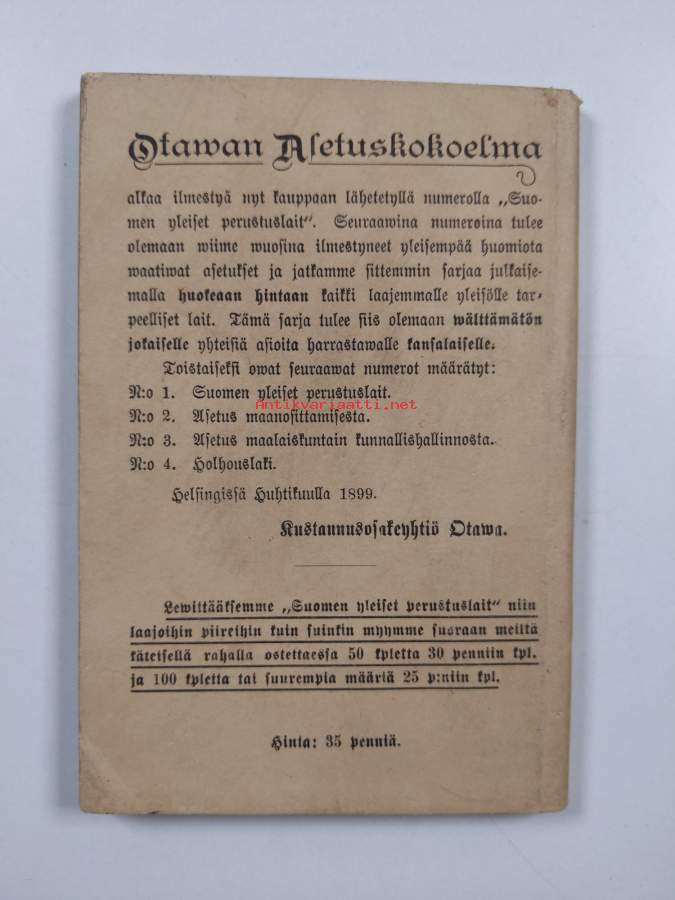 Otawan Asetuskokoelma
alkaa ilmestyä nyt kauppaan lähetetyllä numerolla „Suo-
men yleiset perustuslait". Seuraawina numeroina tulee
olemaan wiime wuosina ilmestyneet yleisempää huomiota
waatiwat asetukset ja jatkamme sittemmin sarjaa julkaise-
malla huokeaan hintaan kaikki laajemmalle yleisölle tar-
peelliset lait. Tämä sarja tulee siis olemaan wälttämätön
jokaiselle yhteisiä asioita harrastawalle kansalaiselle.
Toistaiseksi owat seuraawat numerot määrätyt:
N:o 1. Suomen yleiset perustuslait.
Antikvariaatti.net
N:o 2. Asetus maanosittamisesta.
N:o 3. Asetus maalaiskuntain kunnallishallinnosta.
N:o 4. Holhouslaki.
Helsingissä Huhtikuulla 1899.
Kustannusosakeyhtiö Otawa.
Lewittääksemme „Suomen yleiset perustuslait" niin
laajoihin piireihin kuin suinkin myymme suoraan meiltä
käteisellä rahalla ostettaessa 50 kpletta 30 penniin kpl.
ja 100 kpletta tai suurempia määriä 25 p:niin kpl.
Hinta: 35 penniä.